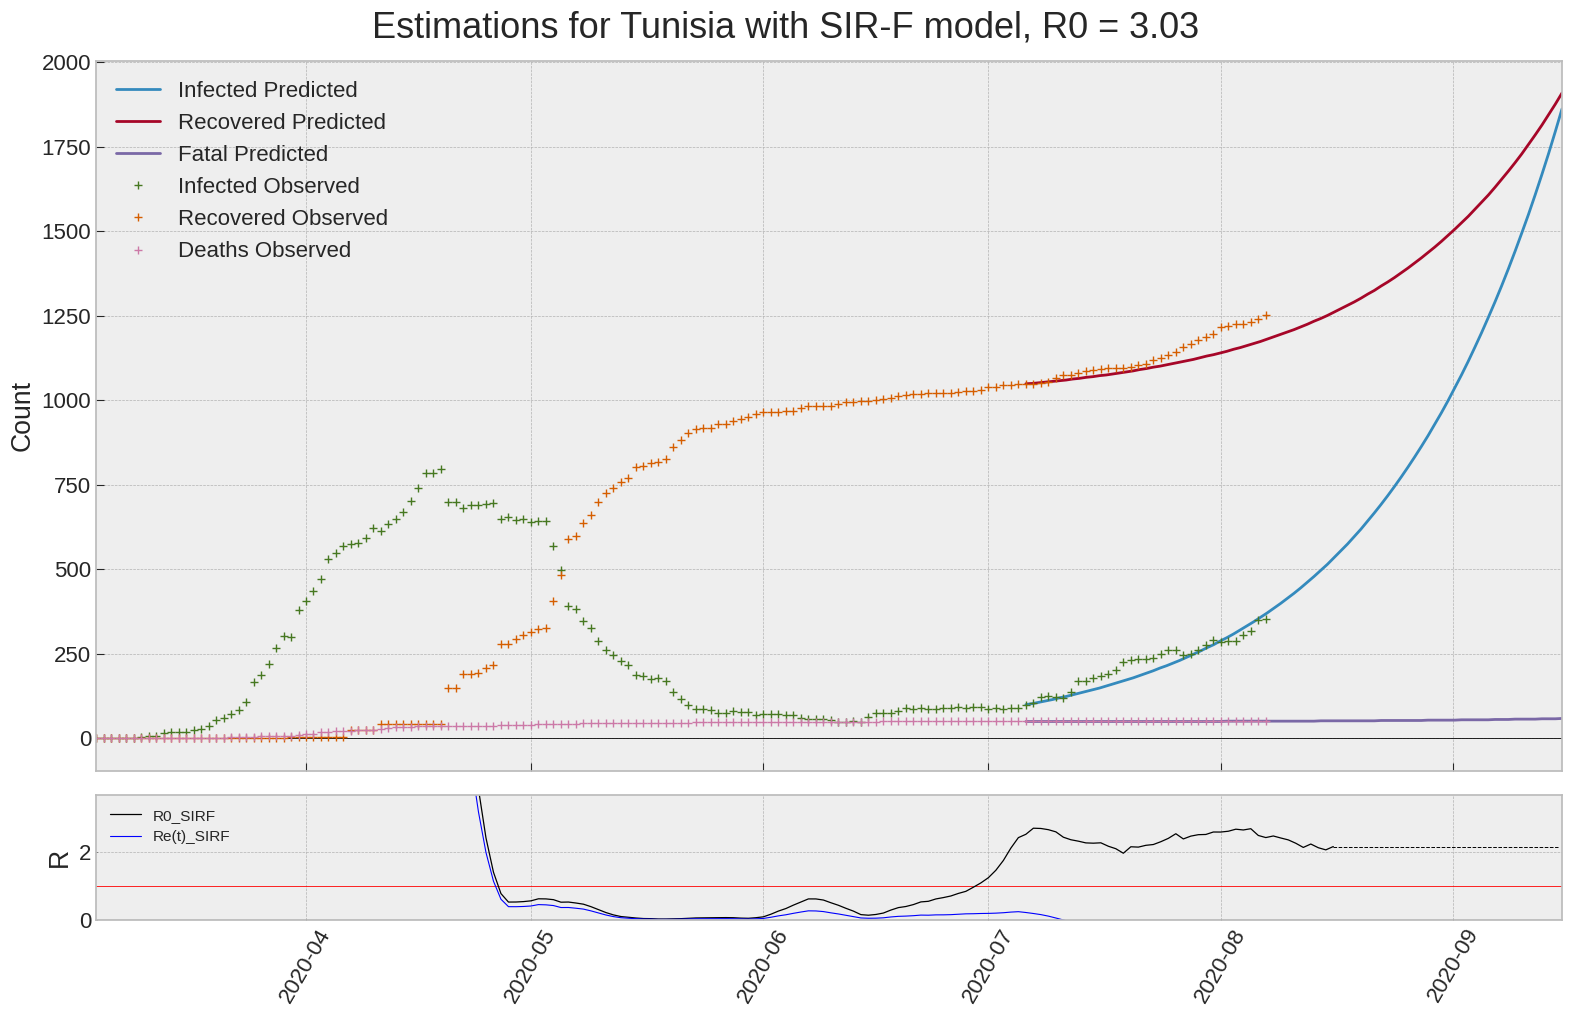 Estimations for Tunisia with SIR-F model, R0 = 3.03
2000
1750
1500
1250
1000
750
500
250
0
Count
Infected Predicted
Recovered Predicted
Fatal Predicted
Infected Observed
Recovered Observed
Deaths Observed
R0_SIRF
Re(t)_SIRF
R
2
0
2020-04
2020-05
2020-06
2020-07
2020-08
2020-09